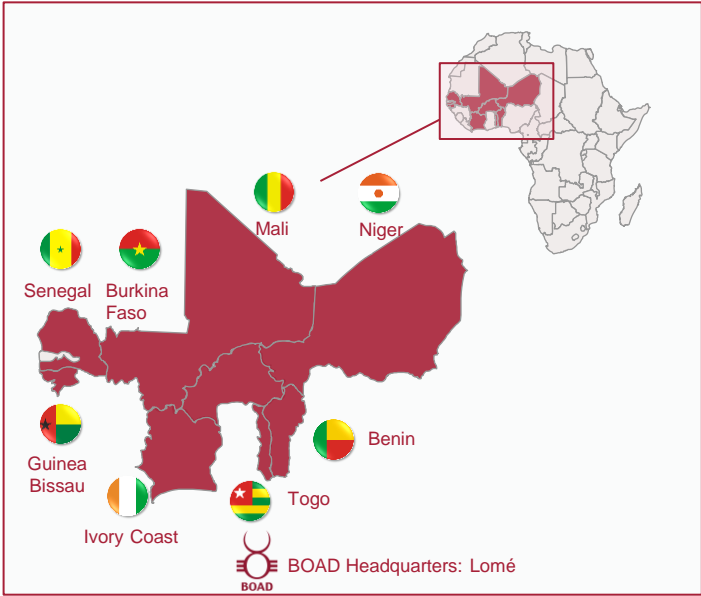 Mali
Niger
Senegal
Burkina
Faso
Guinea
Bissau
Benin
Togo
Ivory Coast
BOAD
BOAD Headquarters: Lomé